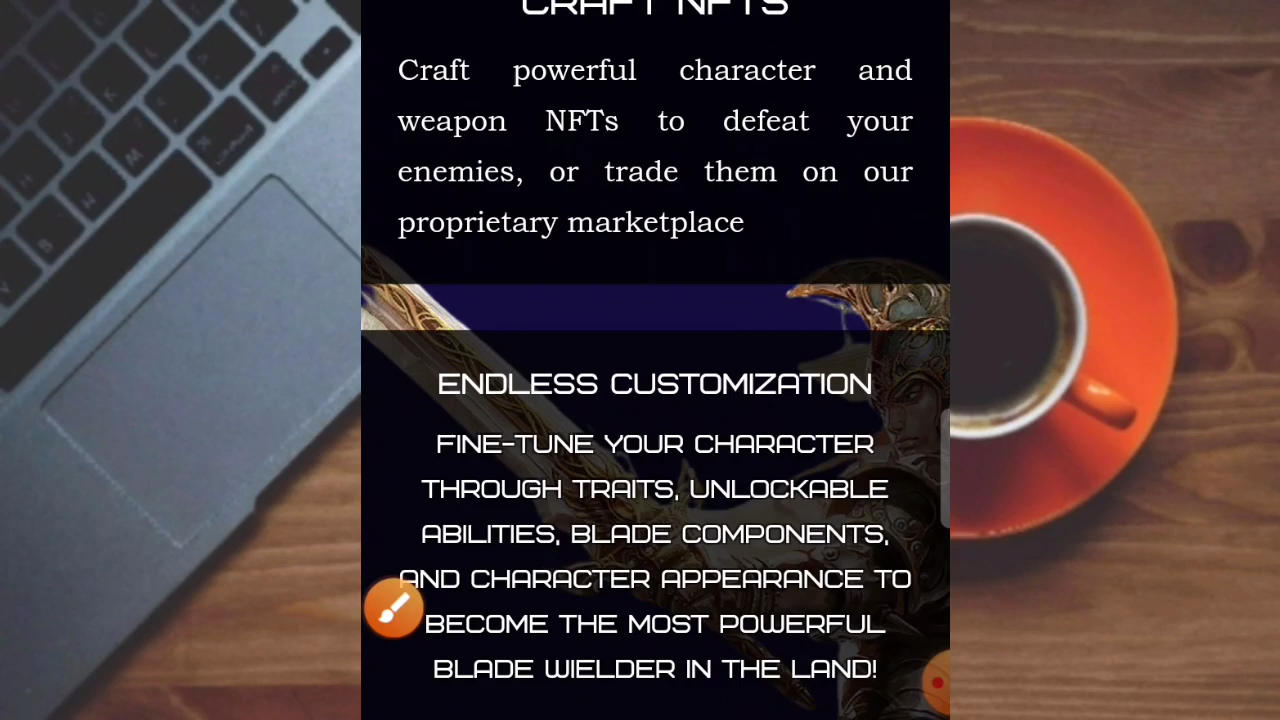 CRAFT NFTS
Craft powerful character and
weapon NFTs to defeat your
enemies, or trade them on our
proprietary marketplace
ENDLESS CUSTOMIZATION
FINE-TUNE YOUR CHARACTER
THROUGH TRAITS, UNLOCKABLE
ABILITIES, BLADE COMPONENTS,
AND CHARACTER APPEARANCE TO
BECOME THE MOST POWERFUL
BLADE WIELDER IN THE LAND!